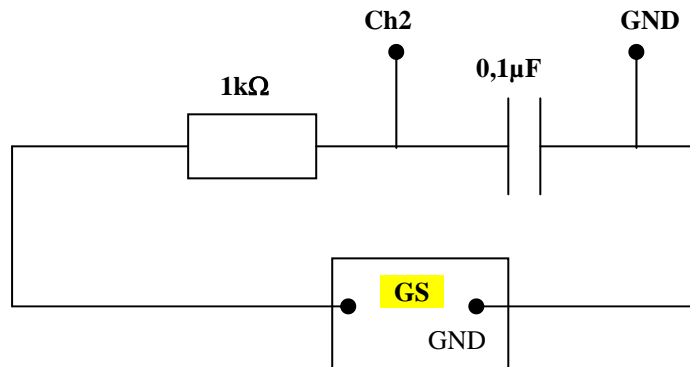 Ch2
GND
0,1µF
1kΩ
GS
GND